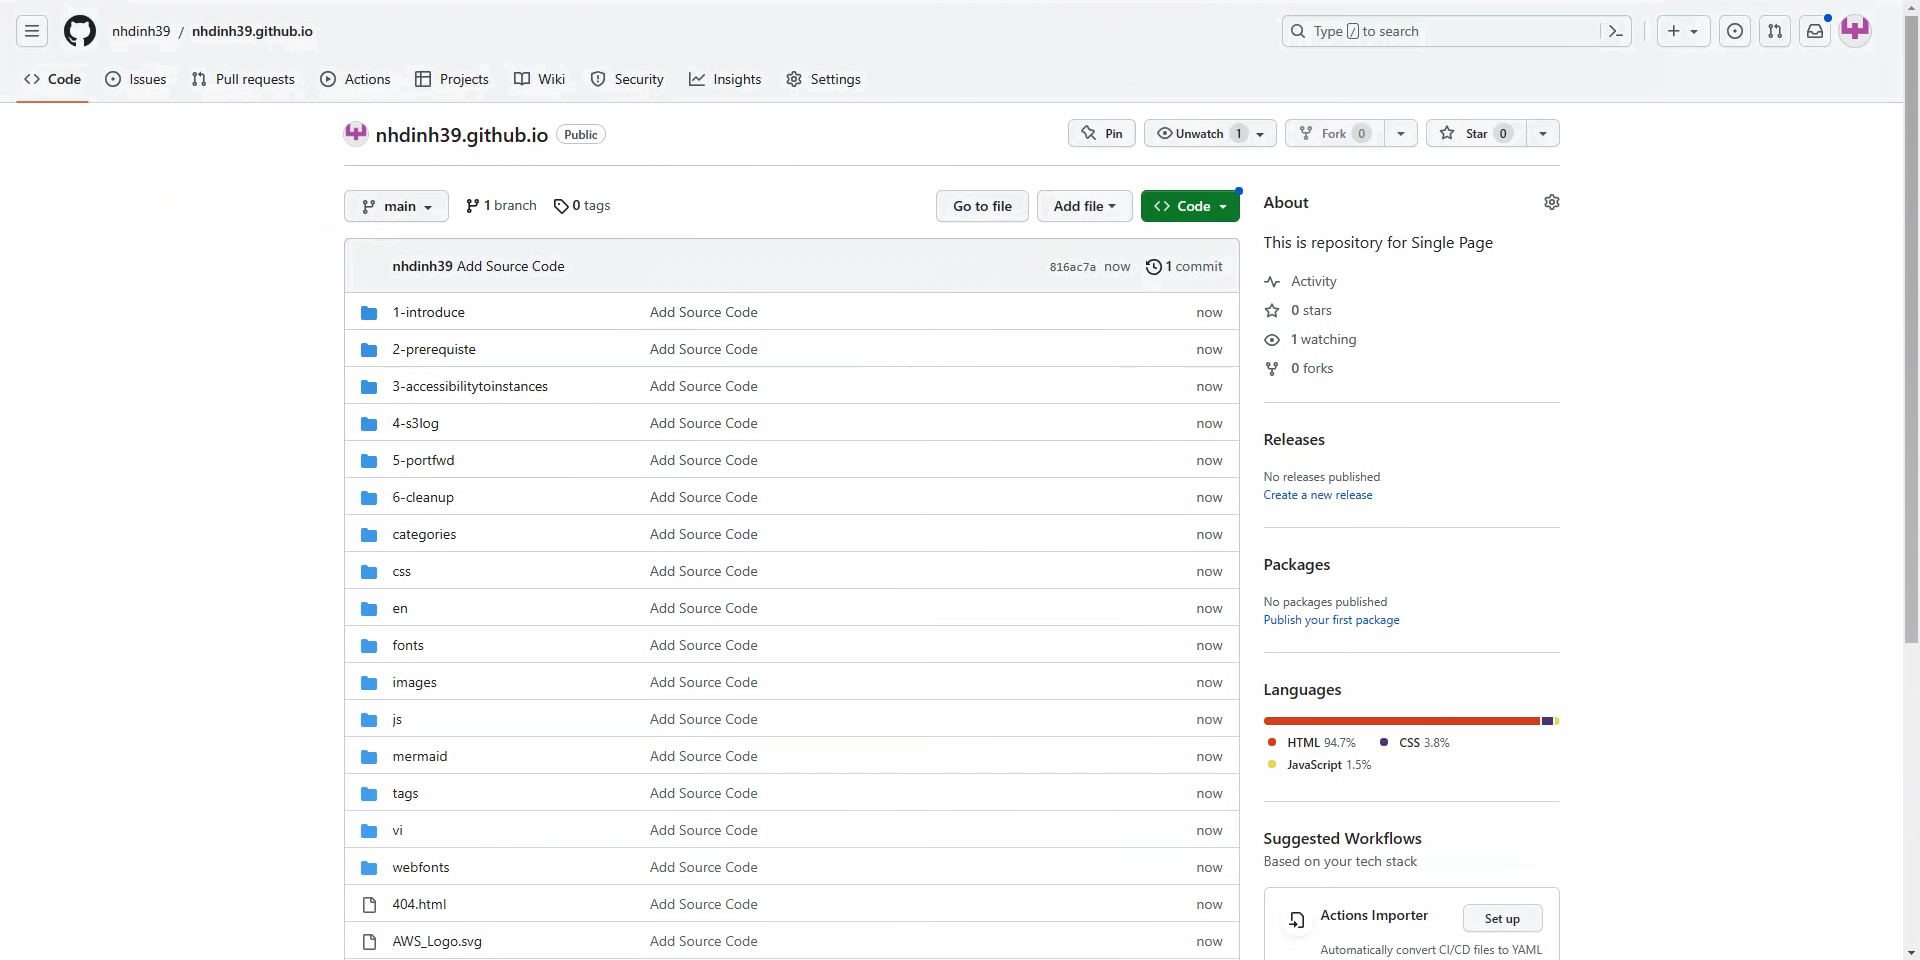 nhdinh39 / nhdinh39.github.io
Type / to search
Code
Issues
Pull requests
Actions
Projects
Wiki
Security
Insights
Settings
nhdinh39.github.io Public
Pin
Unwatch 1
Fork 0
Star 0
main
1 branch
0 tags
Go to file
Add file
Code
nhdinh39 Add Source Code 816ac7a now 1 commit
1-introduce Add Source Code now
2-prerequiste Add Source Code now
3-accessibilitytoinstances Add Source Code now
4-s3log Add Source Code now
5-portfwd Add Source Code now
6-cleanup Add Source Code now
categories Add Source Code now
css Add Source Code now
en Add Source Code now
fonts Add Source Code now
images Add Source Code now
js Add Source Code now
mermaid Add Source Code now
tags Add Source Code now
vi Add Source Code now
webfonts Add Source Code now
404.html Add Source Code now
AWS_Logo.svg Add Source Code now
About
This is repository for Single Page
Activity
0 stars
1 watching
0 forks
Releases
No releases published
Create a new release
Packages
No packages published
Publish your first package
Languages
HTML 94.7% CSS 3.8%
JavaScript 1.5%
Suggested Workflows
Based on your tech stack
Actions Importer
Set up
Automatically convert CI/CD files to YAML